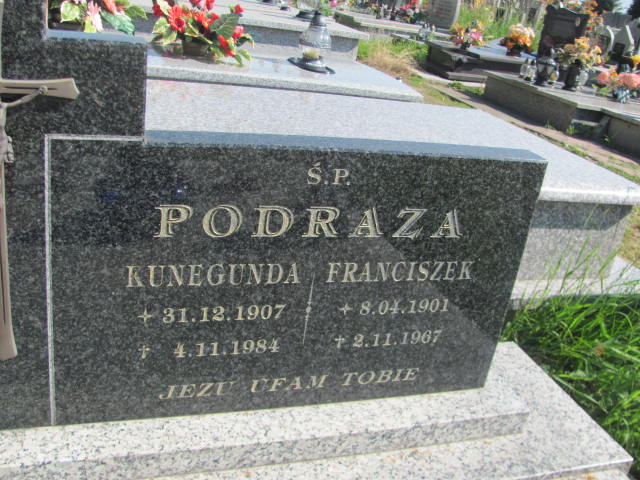 Ś.P.
PODRAZA
KUNEGUNDA FRANCISZEK
31.12.1907 8.04.1901
† 4.11.1984 † 2.11.1967
JEZU UFAM TOBIE